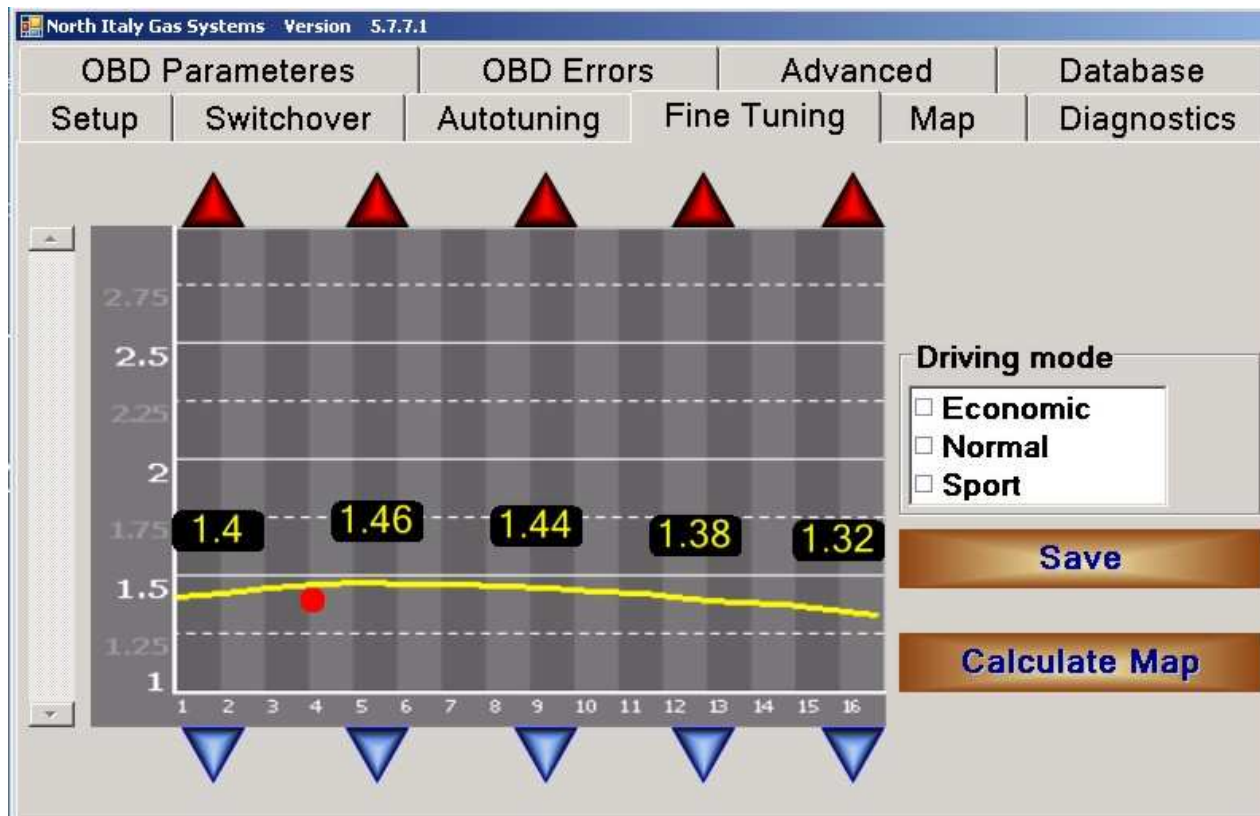 North Italy Gas Systems Version 5.7.7.1
OBD Parameteres OBD Errors Advanced Database
Setup Switchover Autotuning Fine Tuning Map Diagnostics
2.75
2.5
2.25
2
1.75
1.5
1.25
1
1.4 1.46 1.44 1.38 1.32
1 2 3 4 5 6 7 8 9 10 11 12 13 14 15 16
Driving mode
Economic
Normal
Sport
Save
Calculate Map